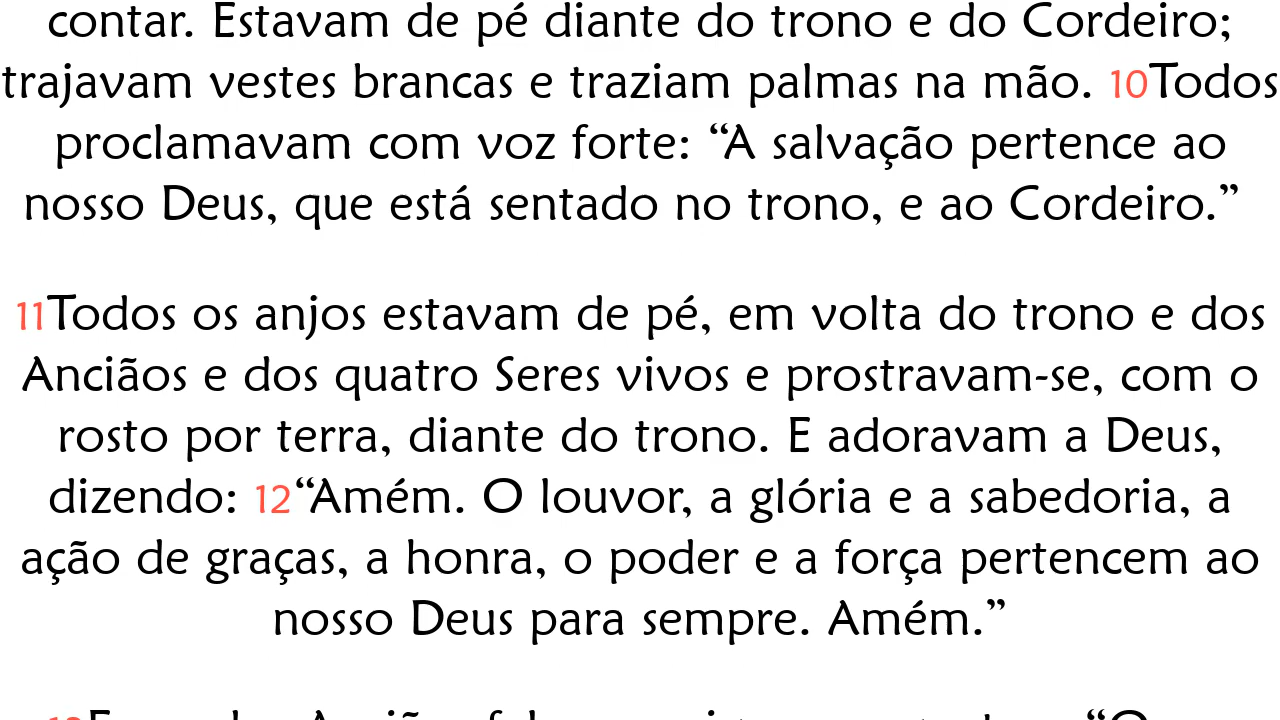 contar. Estavam de pé diante do trono e do Cordeiro;
trajavam vestes brancas e traziam palmas na mão. 10Todos
proclamavam com voz forte: “A salvação pertence ao
nosso Deus, que está sentado no trono, e ao Cordeiro.”
11Todos os anjos estavam de pé, em volta do trono e dos
Anciãos e dos quatro Seres vivos e prostravam-se, com o
rosto por terra, diante do trono. E adoravam a Deus,
dizendo: 12“Amém. O louvor, a glória e a sabedoria, a
ação de graças, a honra, o poder e a força pertencem ao
nosso Deus para sempre. Amém.”